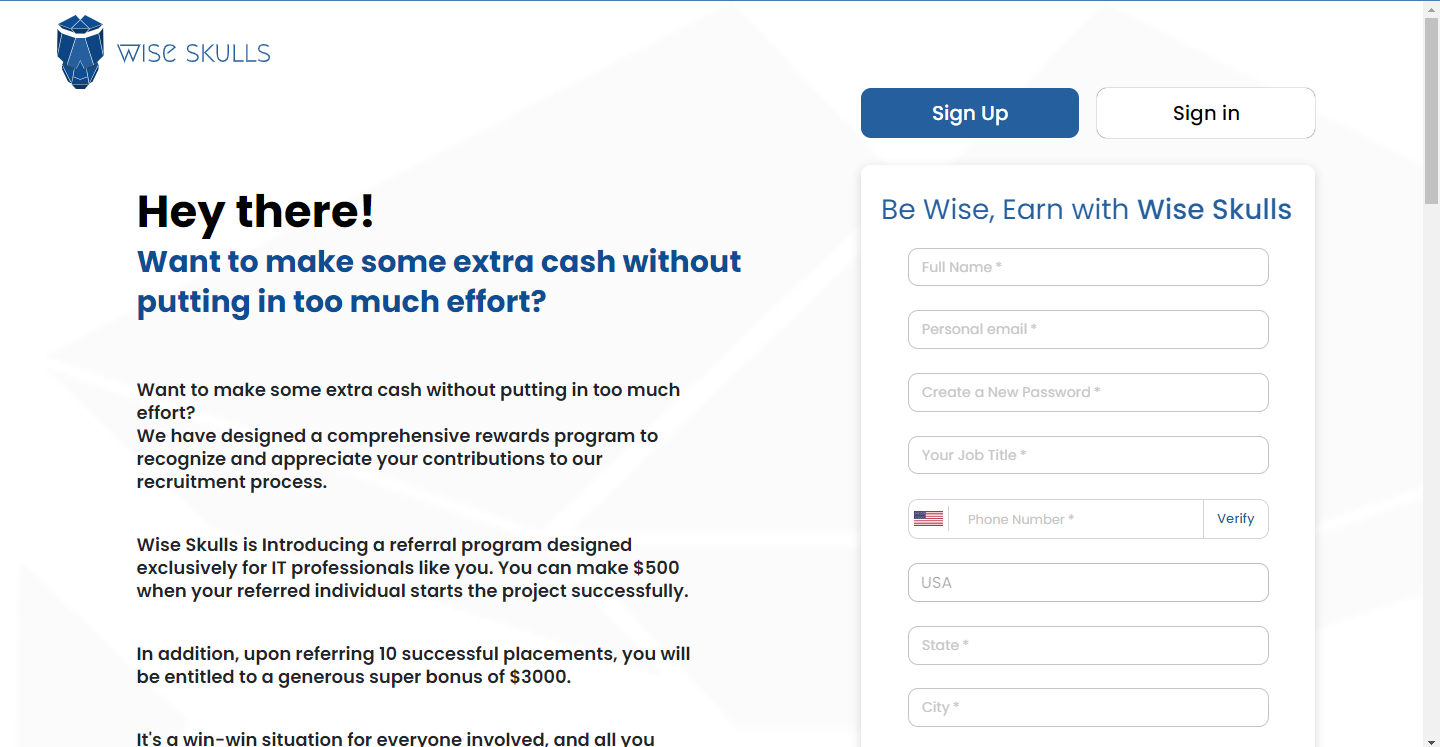 WISE SKULLS
Sign Up
Sign in
Hey there!
Want to make some extra cash without
putting in too much effort?
Want to make some extra cash without putting in too much
effort?
We have designed a comprehensive rewards program to
recognize and appreciate your contributions to our
recruitment process.
Wise Skulls is Introducing a referral program designed
exclusively for IT professionals like you. You can make $500
when your referred individual starts the project successfully.
In addition, upon referring 10 successful placements, you will
be entitled to a generous super bonus of $3000.
It's a win-win situation for everyone involved, and all you
Be Wise, Earn with Wise Skulls
Full Name *
Personal email *
Create a New Password *
Your Job Title *
Phone Number *
Verify
USA
State *
City *